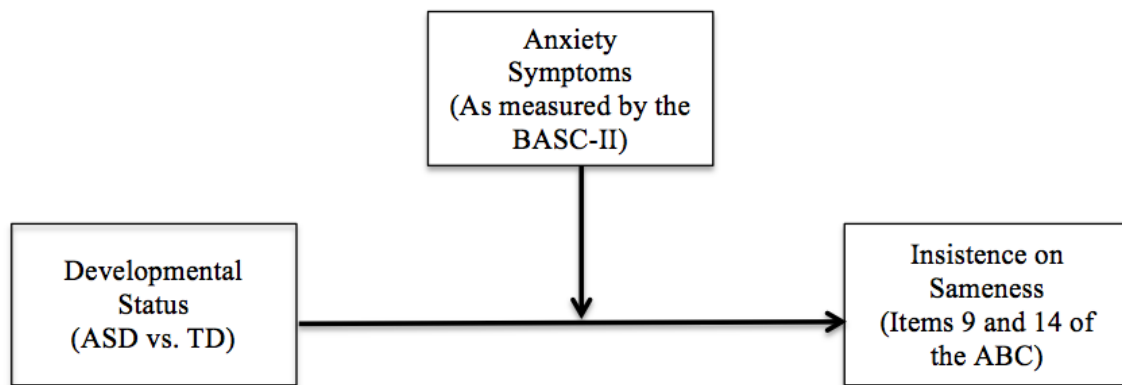 Anxiety
Symptoms
(As measured by the
BASC-II)
Developmental
Status
(ASD vs. TD)
Insistence on
Sameness
(Items 9 and 14 of
the ABC)